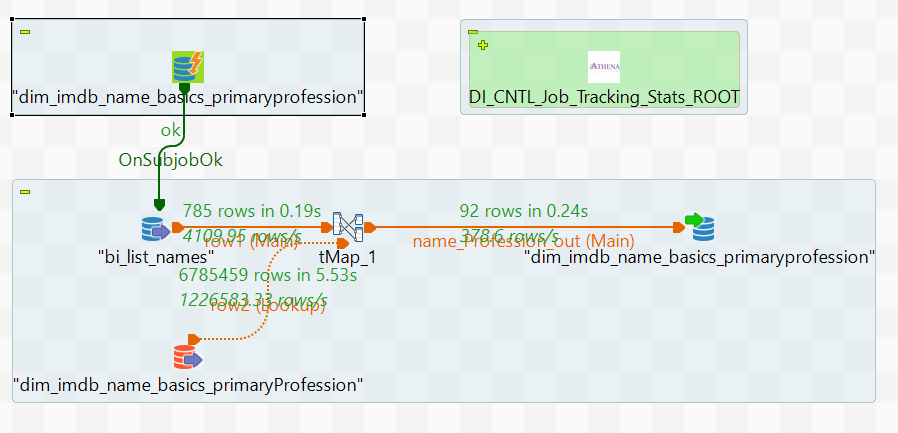 "dim_imdb_name_basics_primaryprofession"
ATHENA
DI_CNTL_Job_Tracking_Stats_ROOT
ok
OnSubjobOk
785 rows in 0.19s
4109.95 rows/s
row1 (Main)
"bi_list_names"
tMap_1
92 rows in 0.24s
378.6 rows/s
name_Profession_out (Main)
"dim_imdb_name_basics_primaryprofession"
6785459 rows in 5.53s
1226583.33 rows/s
row2 (Lookup)
"dim_imdb_name_basics_primaryProfession"